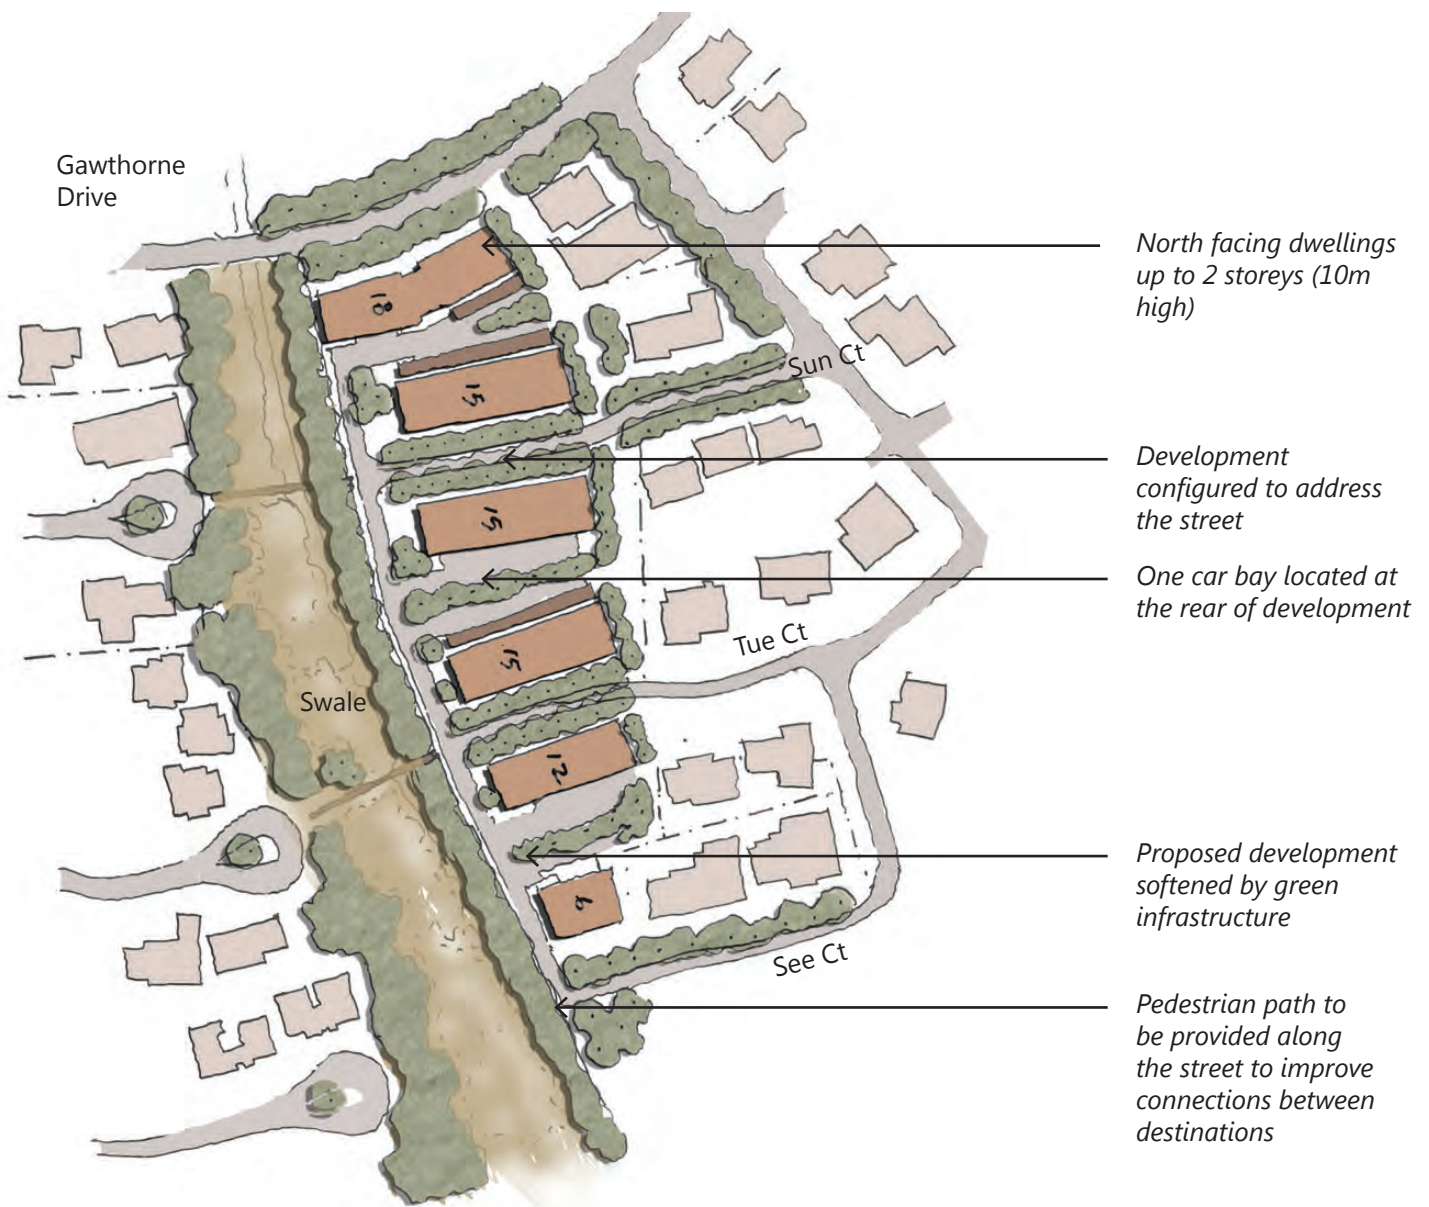 Gawthorne
Drive
North facing dwellings
up to 2 storeys (10m
high)
18
Sun Ct
15
Development
configured to address
the street
15
One car bay located at
the rear of development
Tue Ct
15
Swale
12
Proposed development
softened by green
infrastructure
6
See Ct
Pedestrian path to
be provided along
the street to improve
connections between
destinations